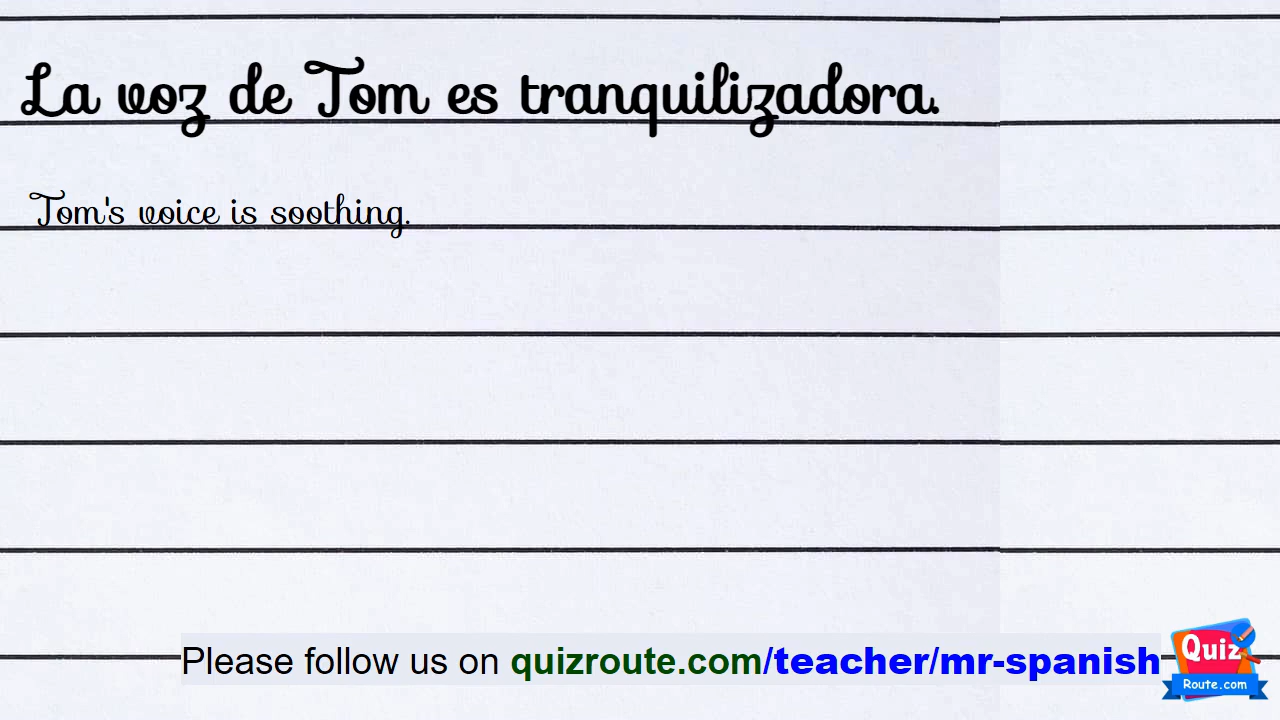 La voz de Tom es tranquilizadora.
Tom's voice is soothing.
Please follow us on quizroute.com/teacher/mr-spanish
Quiz
Route.com